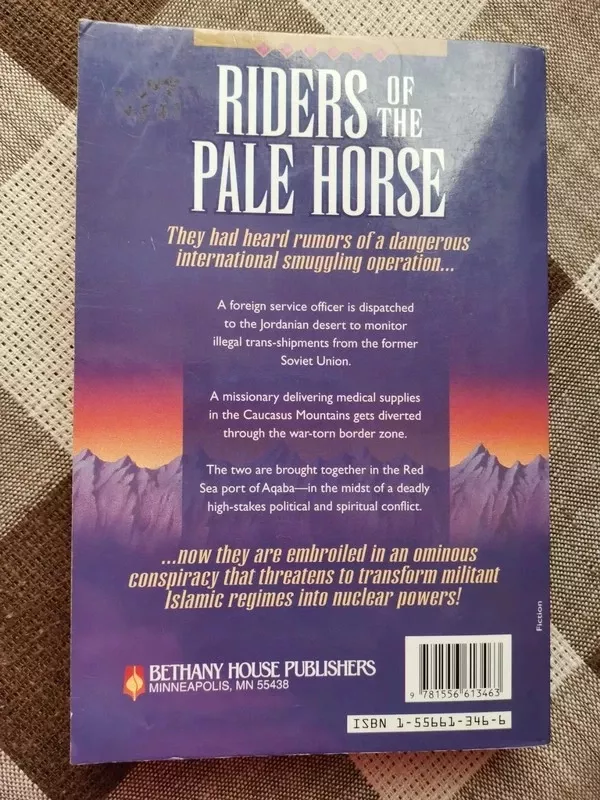 RIDERS OF THE
PALE HORSE
They had heard rumors of a dangerous
international smuggling operation...
A foreign service officer is dispatched
to the Jordanian desert to monitor
illegal trans-shipments from the former
Soviet Union.
A missionary delivering medical supplies
in the Caucasus Mountains gets diverted
through the war-torn border zone.
The two are brought together in the Red
Sea port of Aqaba—in the midst of a deadly
high-stakes political and spiritual conflict.
...now they are embroiled in an ominous
conspiracy that threatens to transform militant
Islamic regimes into nuclear powers!
Fiction
BETHANY HOUSE PUBLISHERS
MINNEAPOLIS, MN 55438
9 781556 613463
ISBN 1-55661-346-6